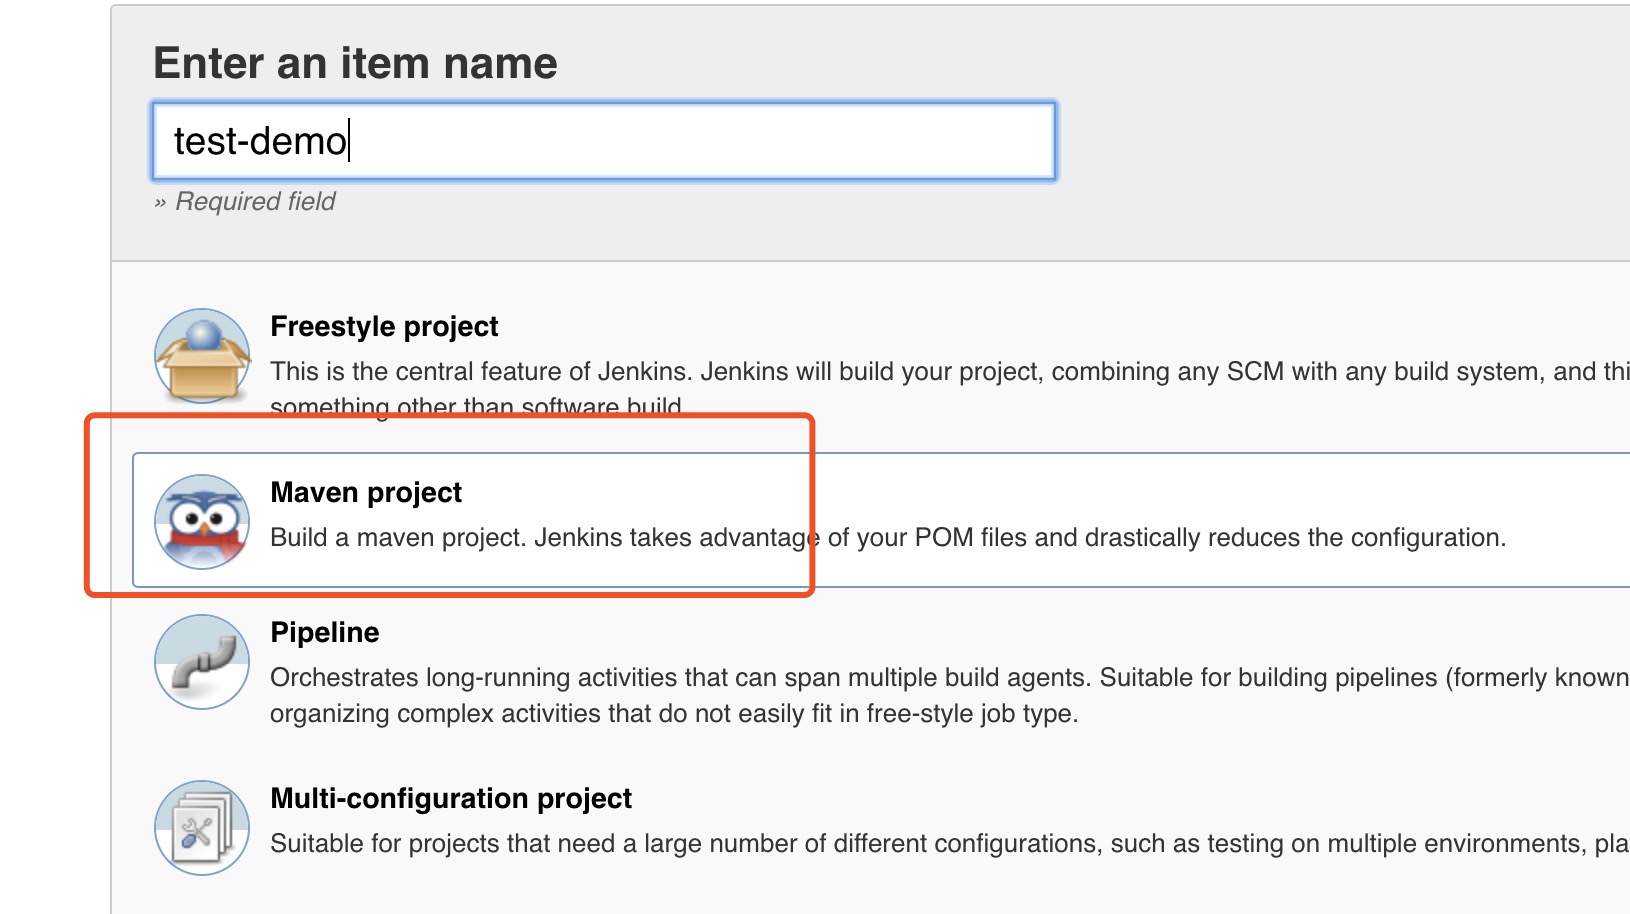 Enter an item name
test-demo
» Required field
Freestyle project
This is the central feature of Jenkins. Jenkins will build your project, combining any SCM with any build system, and thi
something other than software build.
Maven project
Build a maven project. Jenkins takes advantage of your POM files and drastically reduces the configuration.
Pipeline
Orchestrates long-running activities that can span multiple build agents. Suitable for building pipelines (formerly known
organizing complex activities that do not easily fit in free-style job type.
Multi-configuration project
Suitable for projects that need a large number of different configurations, such as testing on multiple environments, pla